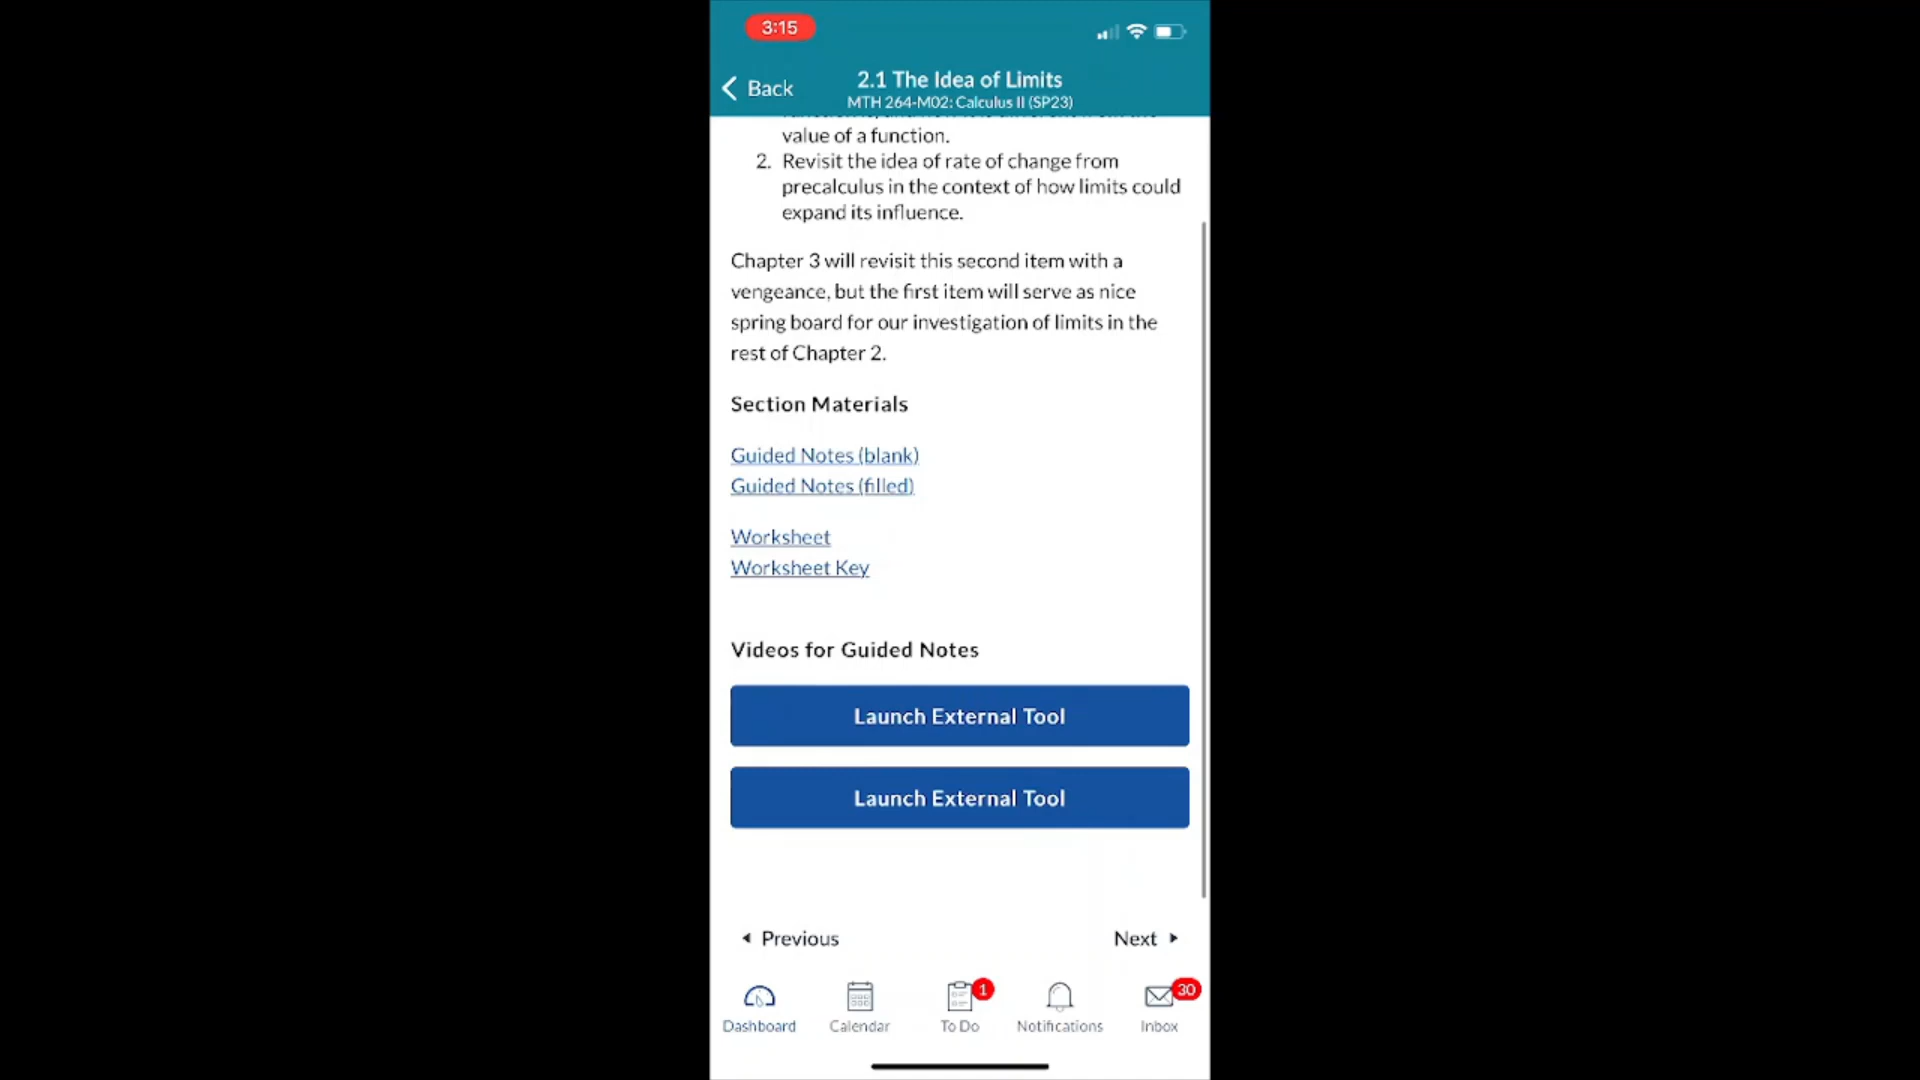 3:15
Back
2.1 The Idea of Limits
MTH 264-M02: Calculus II (SP23)
value of a function.
2. Revisit the idea of rate of change from
precalculus in the context of how limits could
expand its influence.
Chapter 3 will revisit this second item with a
vengeance, but the first item will serve as nice
spring board for our investigation of limits in the
rest of Chapter 2.
Section Materials
Guided Notes (blank)
Guided Notes (filled)
Worksheet
Worksheet Key
Videos for Guided Notes
Launch External Tool
Launch External Tool
Previous
Next
1
30
Dashboard
Calendar
To Do
Notifications
Inbox